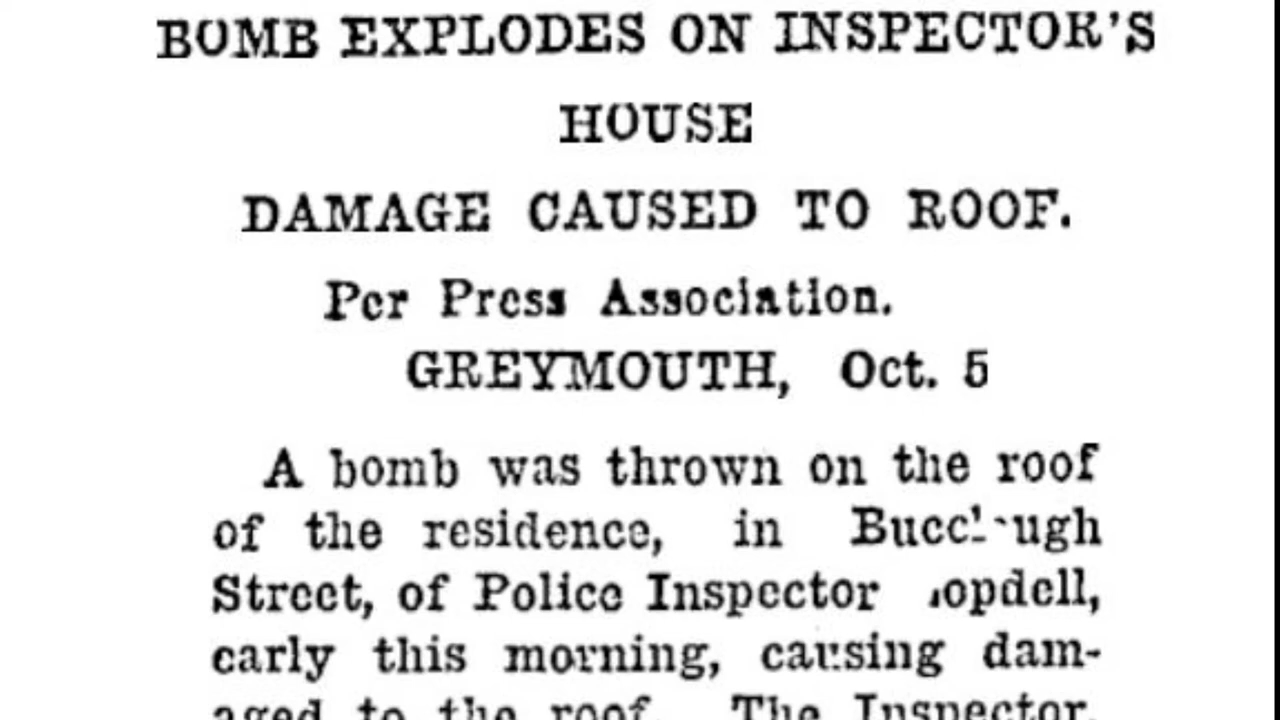 BOMB EXPLODES ON INSPECTOR'S
HOUSE
DAMAGE CAUSED TO ROOF.
Per Press Association.
GREYMOUTH, Oct. 5
A bomb was thrown on the roof
of the residence, in
Street, of Police Inspector
early this morning, causing dam-
aged to the roof. The Inspector,